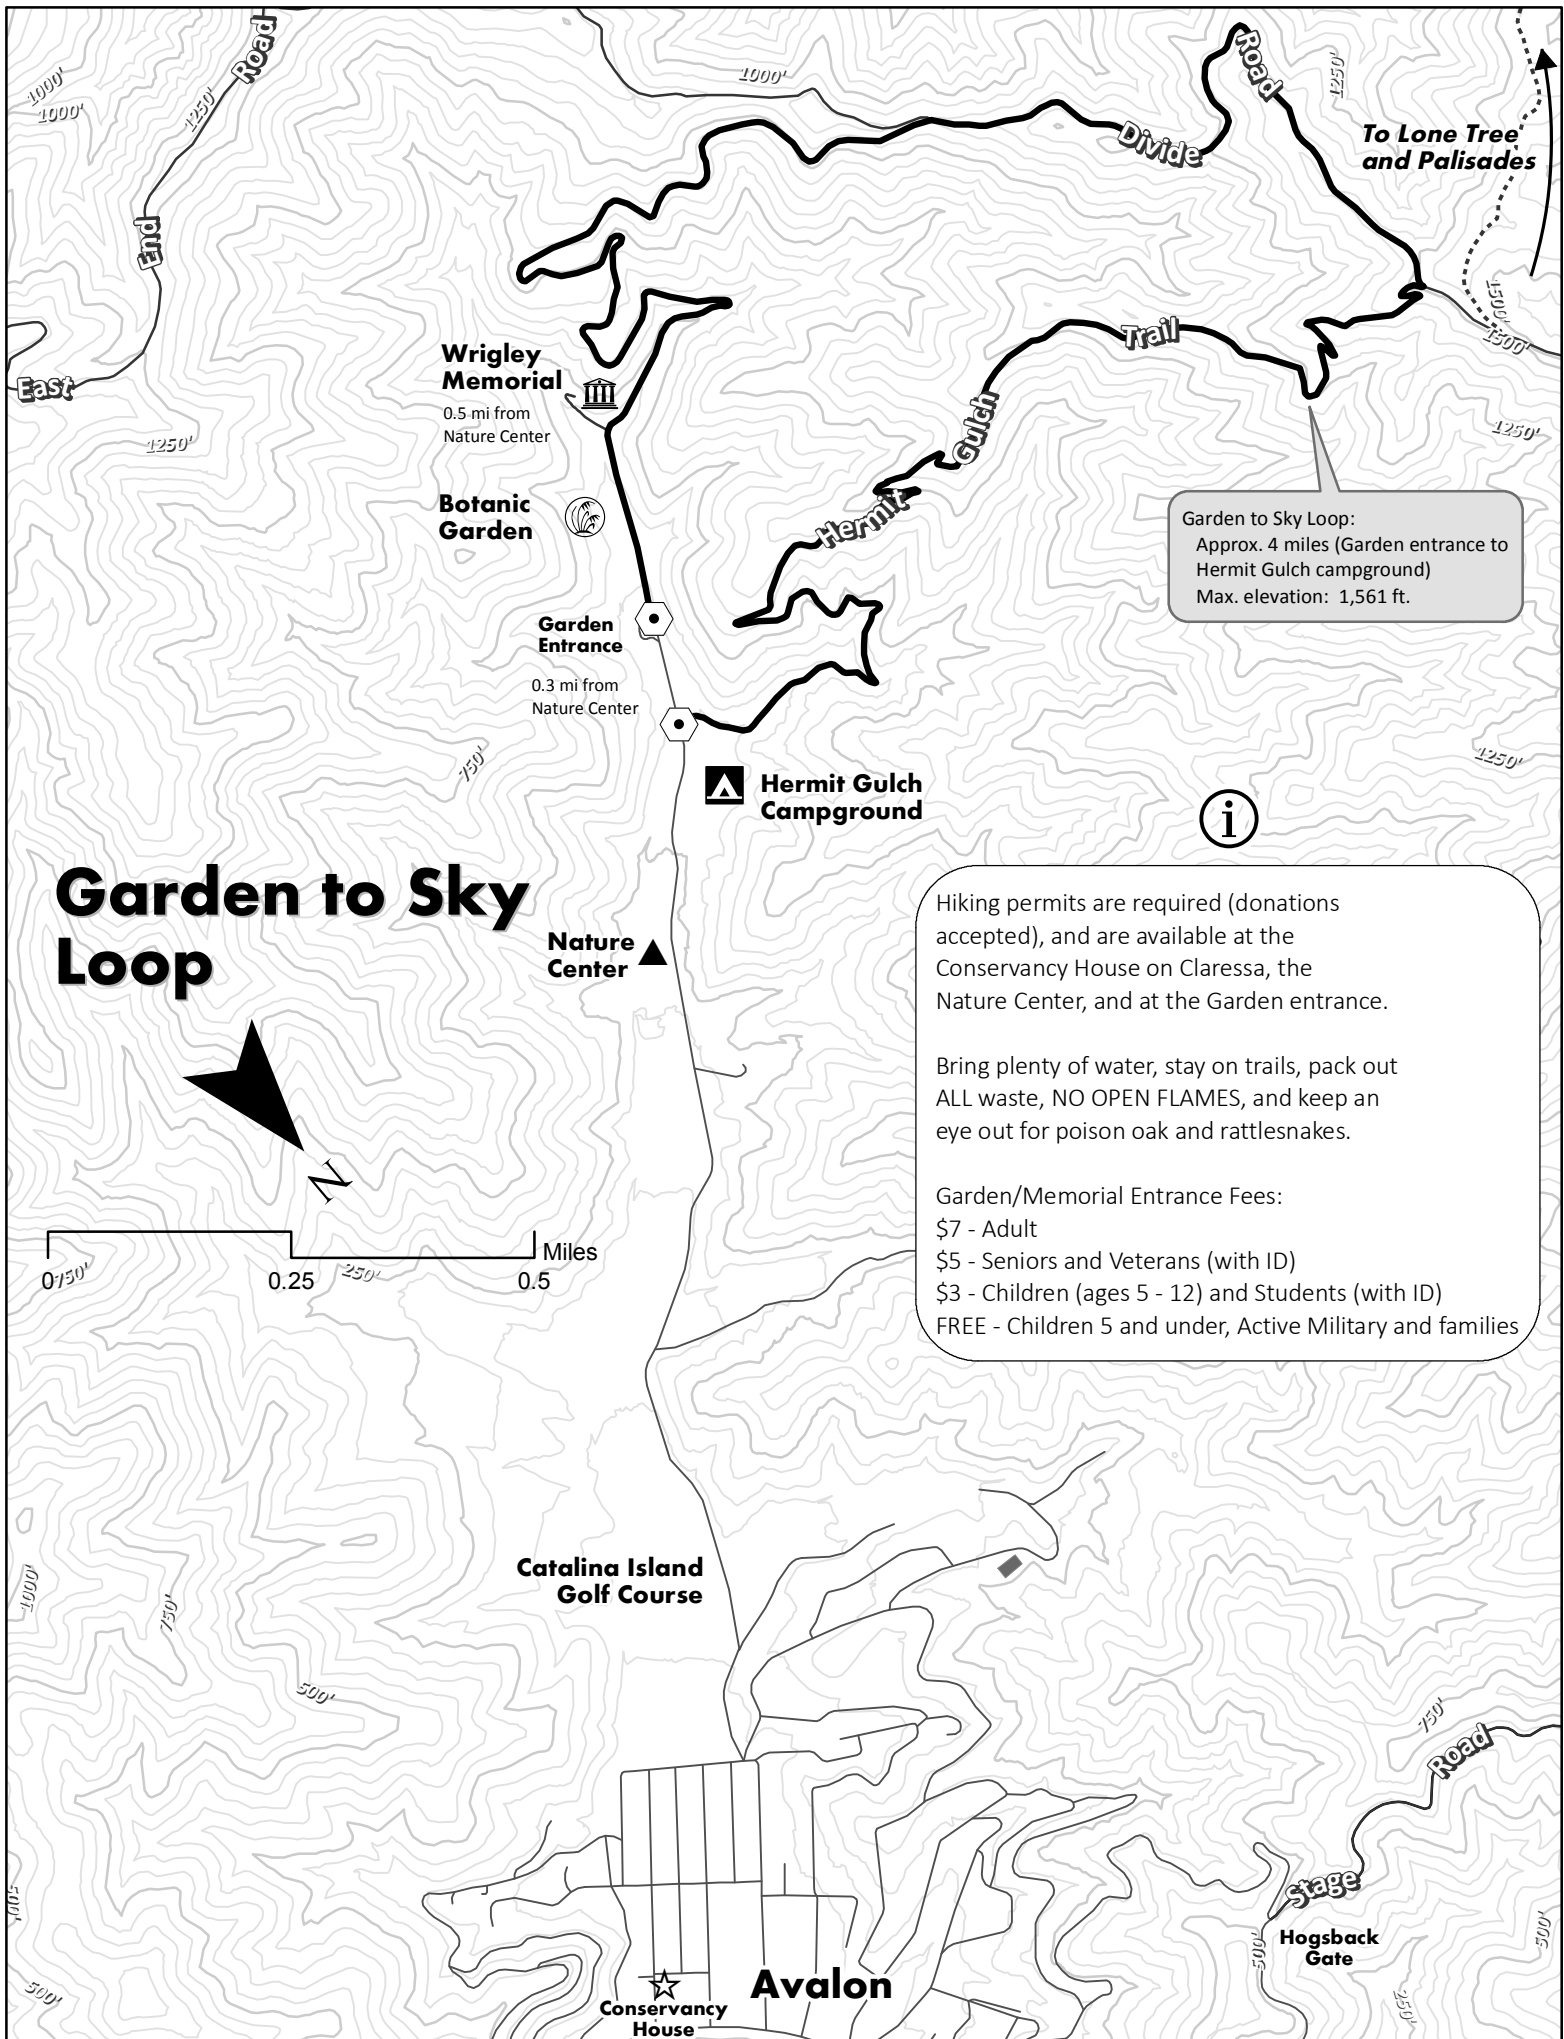 Road
1000'
1000'
1000'
1250'
Road
1250'
To Lone Tree
and Palisades
Divide
End
1500'
1500'
East
Wrigley
Memorial
0.5 mi from
Nature Center
Trail
Gulch
1250'
1250'
Botanic
Garden
Hermit
Garden to Sky Loop:
Approx. 4 miles (Garden entrance to
Hermit Gulch campground)
Max. elevation: 1,561 ft.
Garden
Entrance
0.3 mi from
Nature Center
750'
1250'
Hermit Gulch
Campground
i
Garden to Sky
Loop
Nature
Center
Hiking permits are required (donations
accepted), and are available at the
Conservancy House on Claressa, the
Nature Center, and at the Garden entrance.
Bring plenty of water, stay on trails, pack out
ALL waste, NO OPEN FLAMES, and keep an
eye out for poison oak and rattlesnakes.
Garden/Memorial Entrance Fees:
$7 - Adult
$5 - Seniors and Veterans (with ID)
$3 - Children (ages 5 - 12) and Students (with ID)
FREE - Children 5 and under, Active Military and families
N
Miles
0 0.25 0.5
750'
250'
Catalina Island
Golf Course
1000'
750'
500'
750'
Road
Stage
500'
Hogsback
Gate
500'
500'
500'
250'
Avalon
Conservancy
House